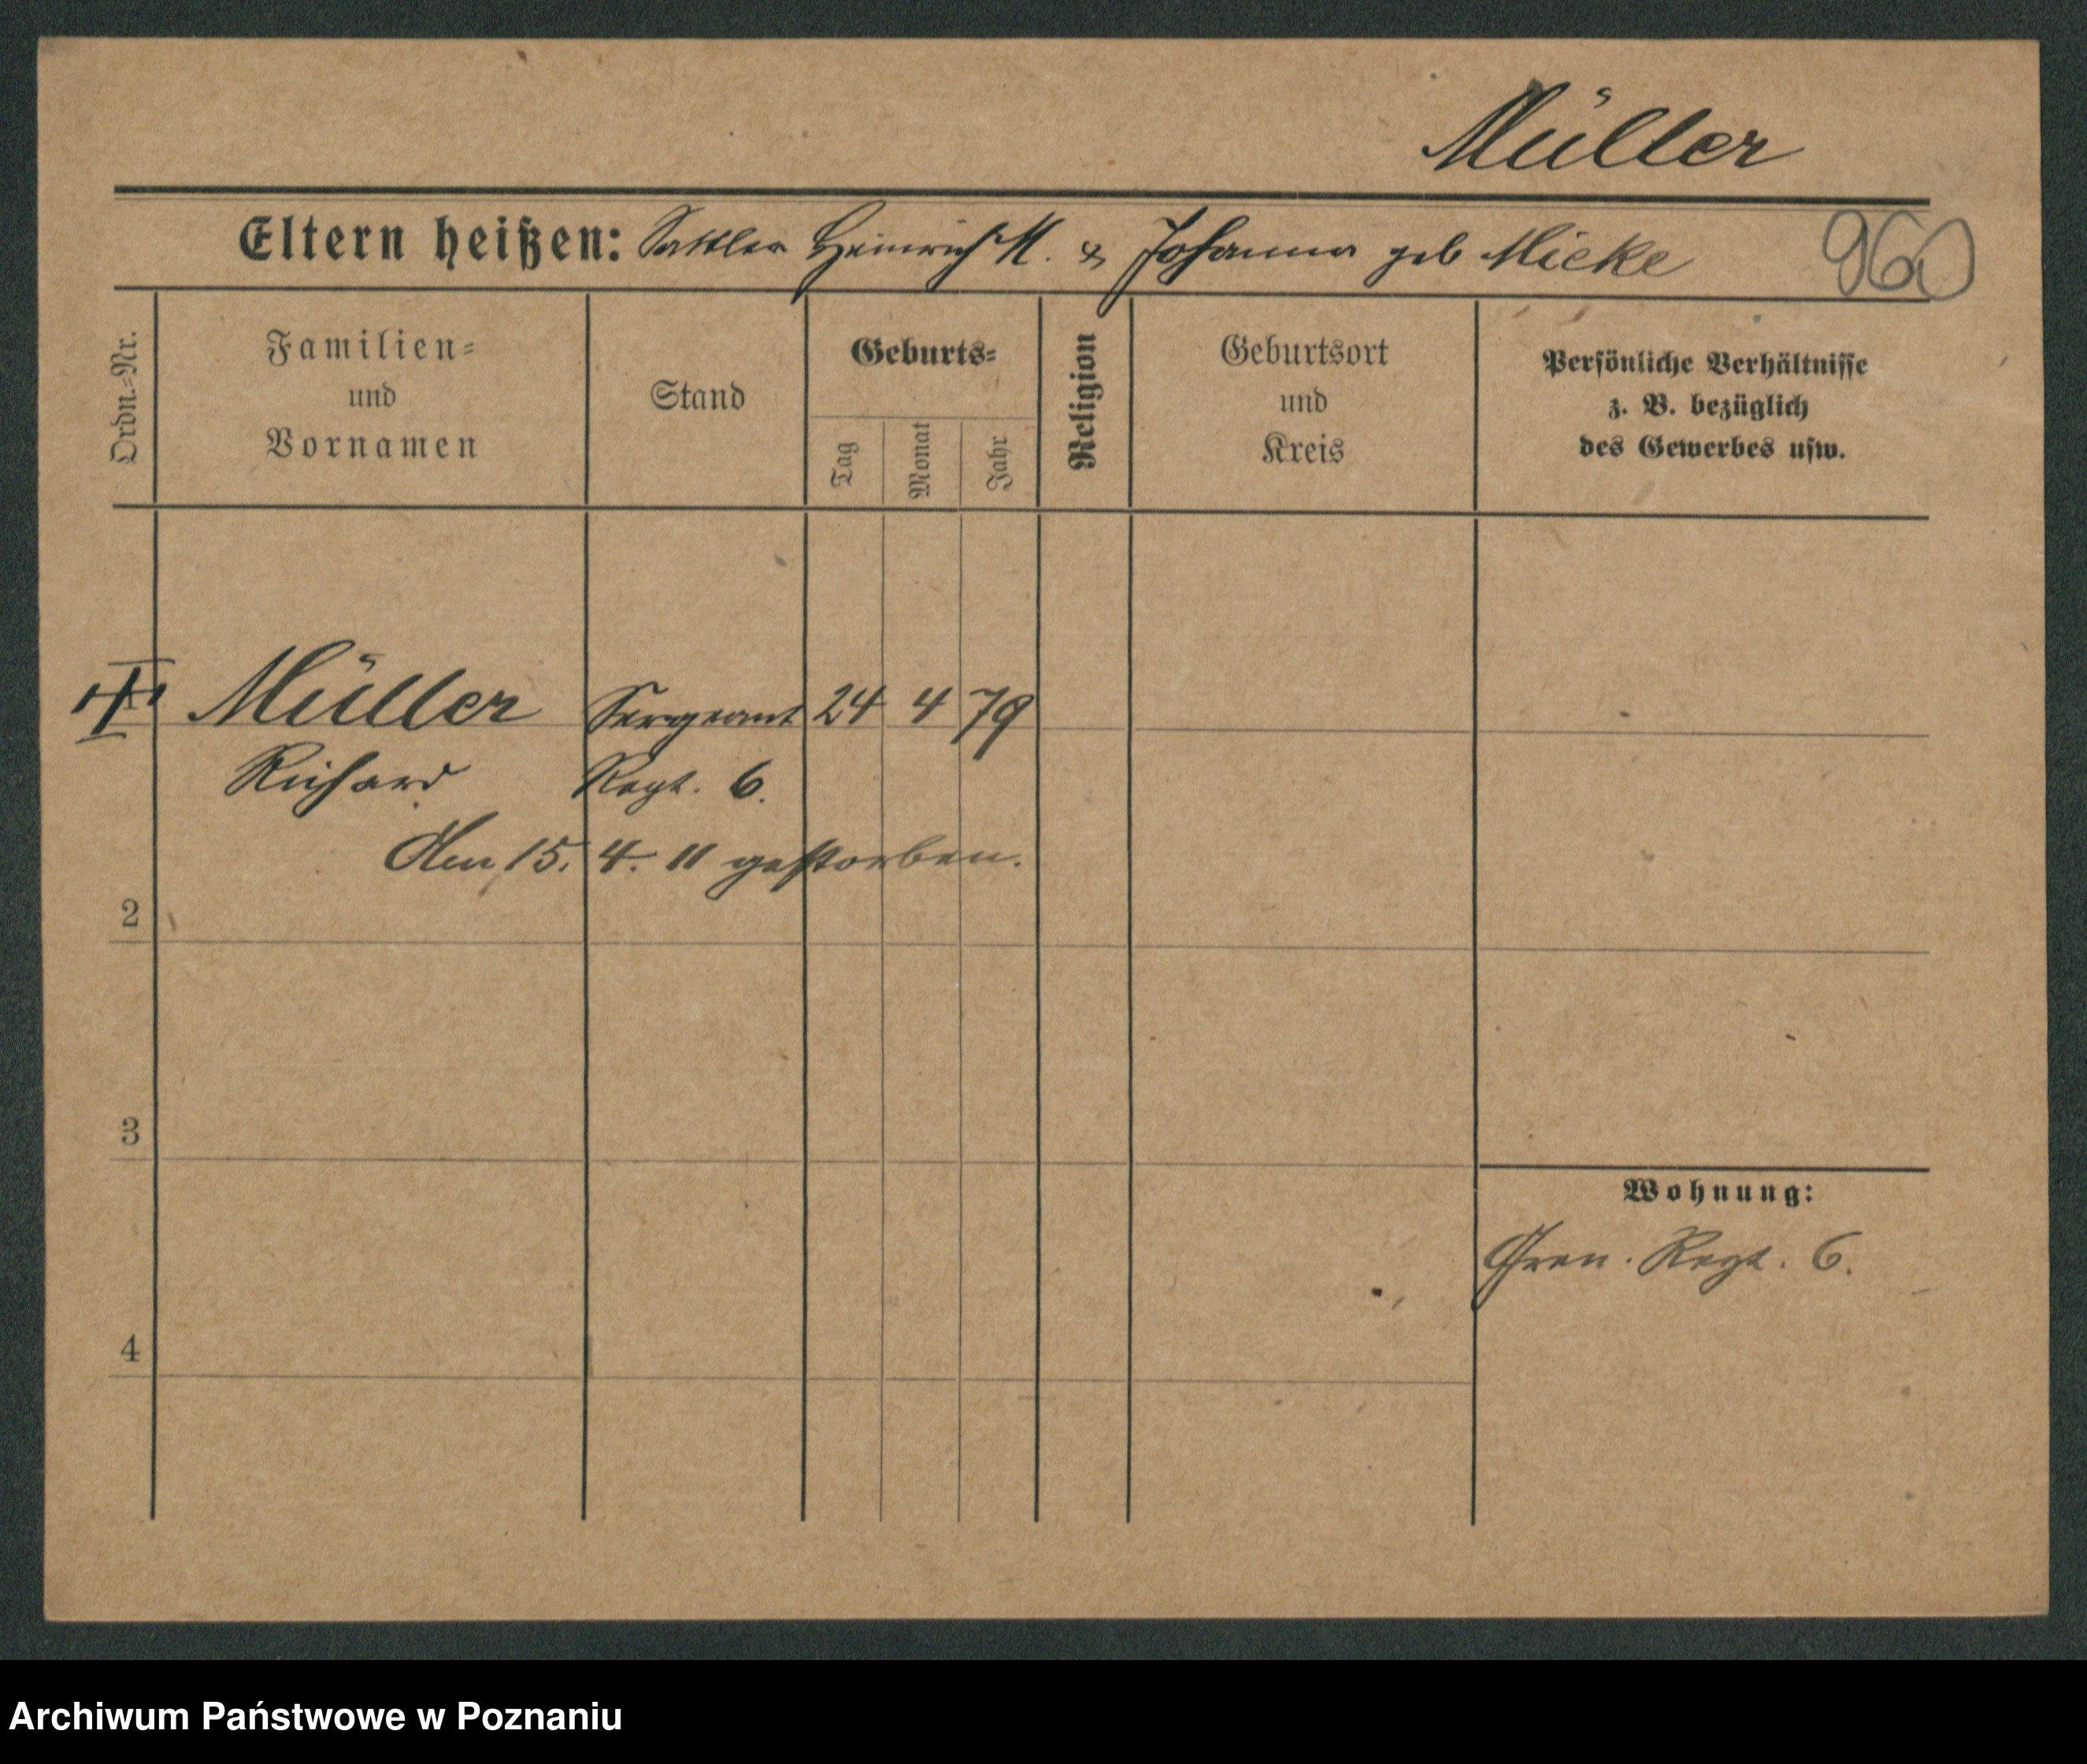 Müller
Eltern heißen: Sattler Heinrich M. & Johanna geb Micke
960
Ordn.-Nr.
Familien- und Vornamen
Stand
Geburts-
Tag
Monat
Jahr
Religion
Geburtsort und Kreis
Persönliche Verhältnisse
z. B. bezüglich
des Gewerbes usw.
1 Müller Sergeant 24 4 79
Richard Regt. 6.
Am 15. 4. 11 gestorben.
2
3
Wohnung:
Gren. Regt. 6.
4
Archiwum Państwowe w Poznaniu